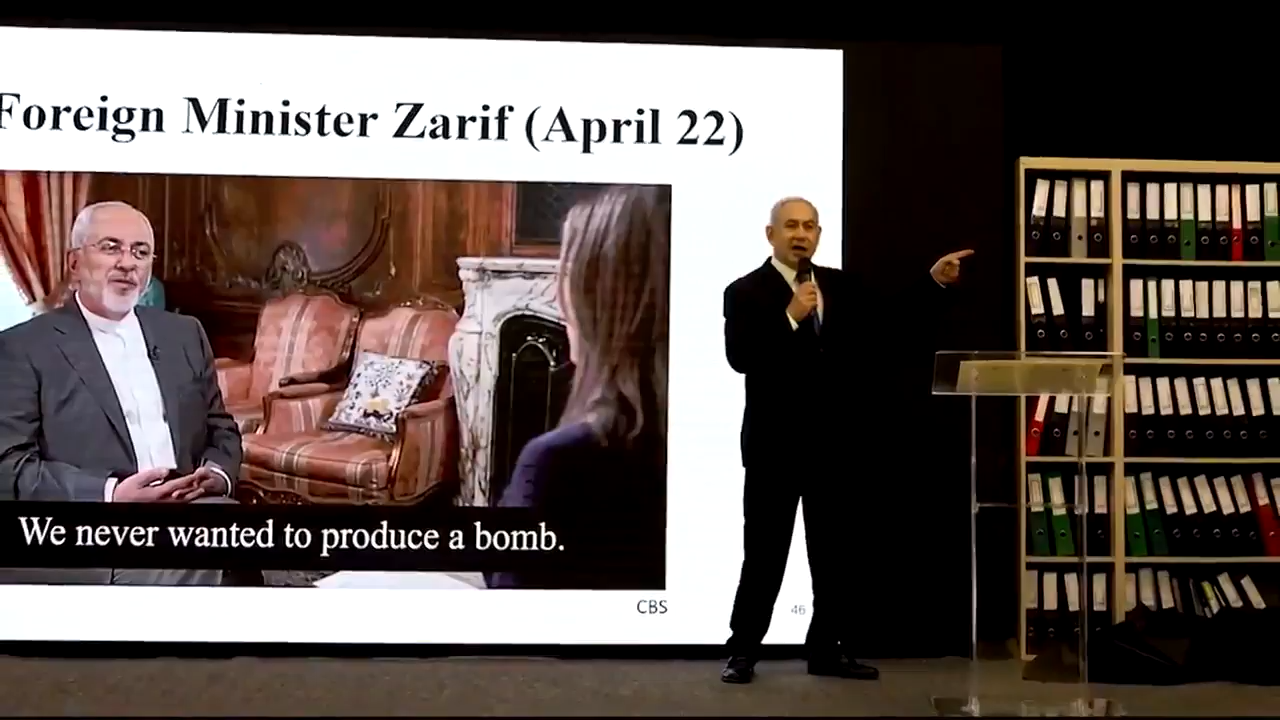 Foreign Minister Zarif (April 22)
We never wanted to produce a bomb.
CBS
46